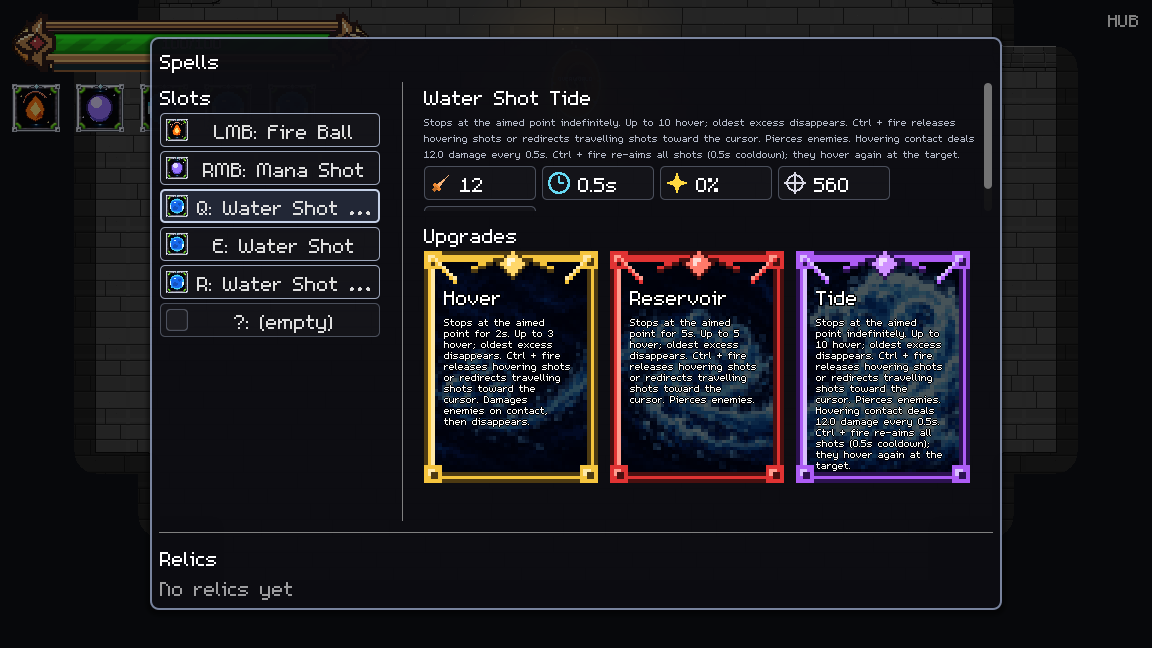 HUB
Spells
Slots
LMB: Fire Ball
RMB: Mana Shot
Q: Water Shot ...
E: Water Shot
R: Water Shot ...
?: (empty)
Water Shot Tide
Stops at the aimed point indefinitely. Up to 10 hover; oldest excess disappears. Ctrl + fire releases
hovering shots or redirects travelling shots toward the cursor. Pierces enemies. Hovering contact deals
12.0 damage every 0.5s. Ctrl + fire re-aims all shots (0.5s cooldown); they hover again at the target.
12
0.5s
0%
560
Upgrades
Hover
Stops at the aimed
point for 2s. Up to 3
hover; oldest excess
disappears. Ctrl + fire
releases hovering shots
or redirects travelling
shots toward the
cursor. Damages
enemies on contact,
then disappears.
Reservoir
Stops at the aimed
point for 5s. Up to 5
hover; oldest excess
disappears. Ctrl + fire
releases hovering shots
or redirects travelling
shots toward the
cursor. Pierces enemies.
Tide
Stops at the aimed
point indefinitely. Up to
10 hover; oldest excess
disappears. Ctrl + fire
releases hovering shots
or redirects travelling
shots toward the
cursor. Pierces enemies.
Hovering contact deals
12.0 damage every 0.5s.
Ctrl + fire re-aims all
shots (0.5s cooldown);
they hover again at the
target.
Relics
No relics yet